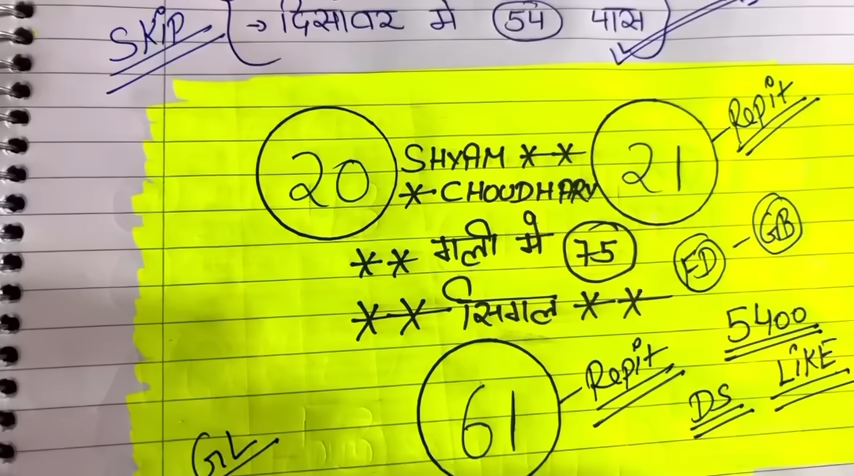 SKIP → दिसावर मे 54 पास
20 SHYAM ** 21 Repit
* CHOUDHARY
** गली मे 75 FD - GB
** सिगल **
5400
61 Repit DS LIKE
GL